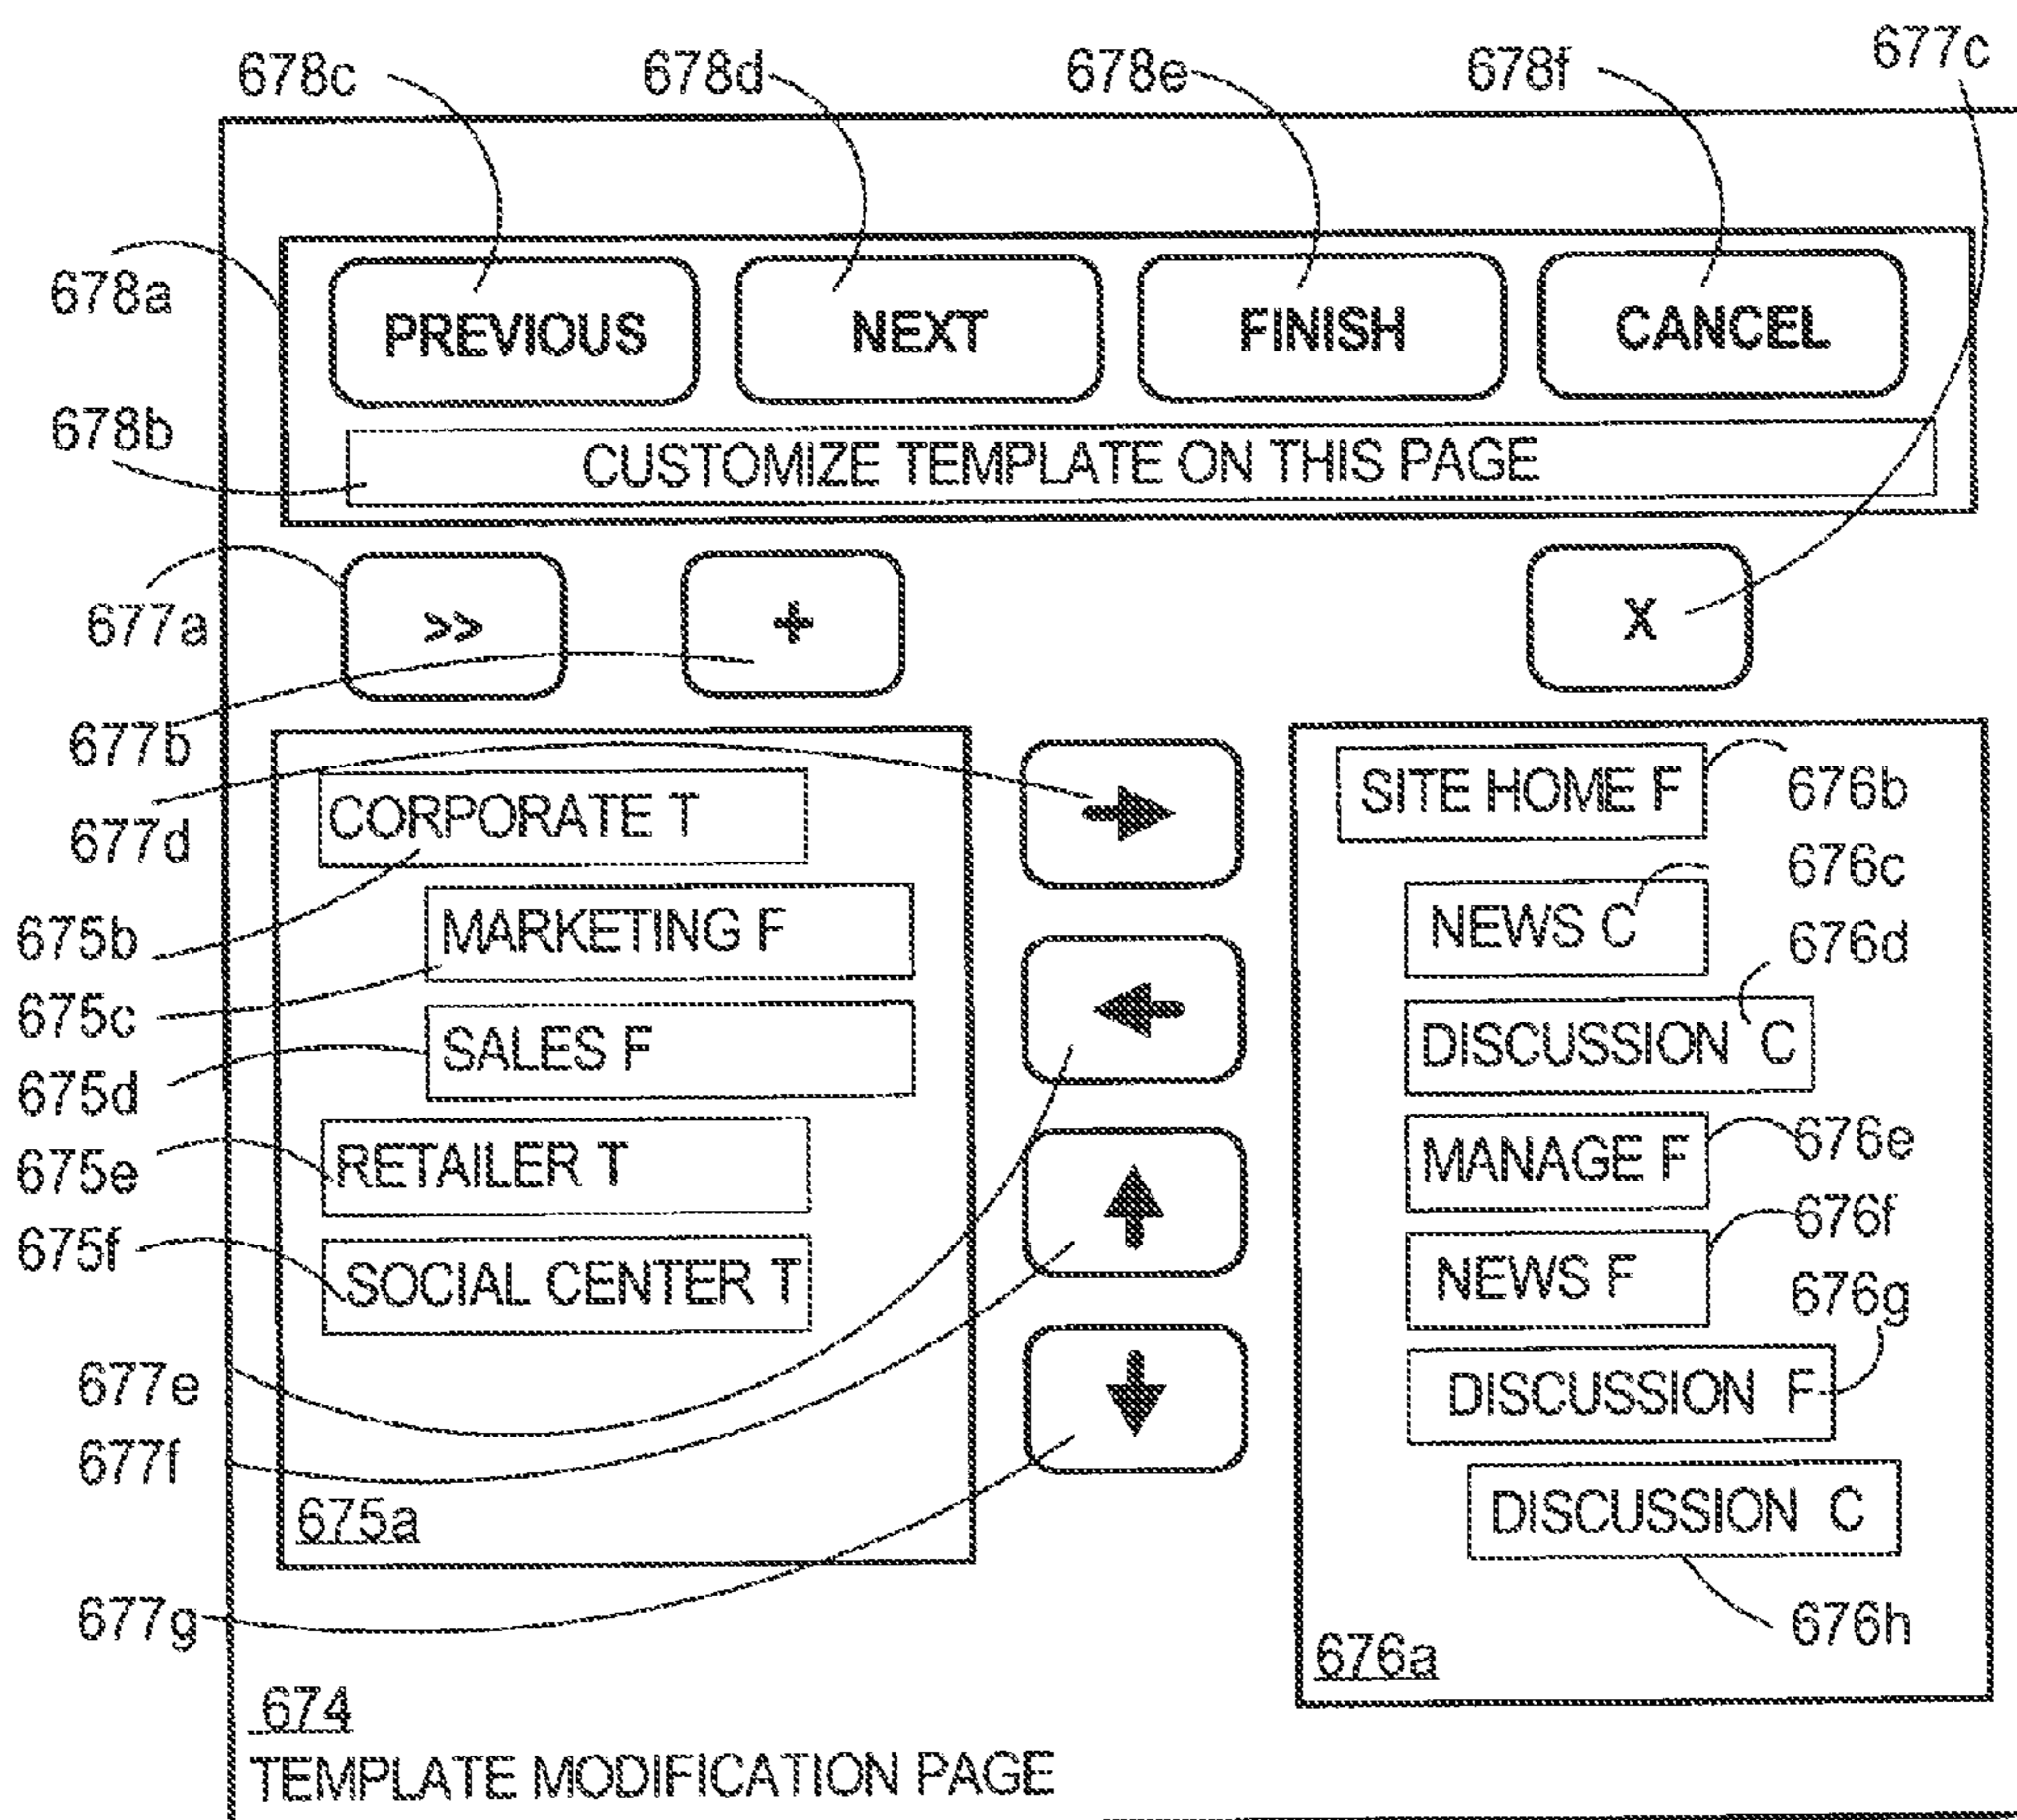 678c 678d 678e 678f 677c
678a
PREVIOUS NEXT FINISH CANCEL
678b
CUSTOMIZE TEMPLATE ON THIS PAGE
677a
>> + X
677b
677d
CORPORATE T
675b
MARKETING F
675c
SALES F
675d
RETAILER T
675e
SOCIAL CENTER T
675f
677e
677f
675a
677g
SITE HOME F 676b
NEWS C 676c
DISCUSSION C 676d
MANAGE F 676e
NEWS F 676f
DISCUSSION F 676g
DISCUSSION C
676h
676a
674
TEMPLATE MODIFICATION PAGE